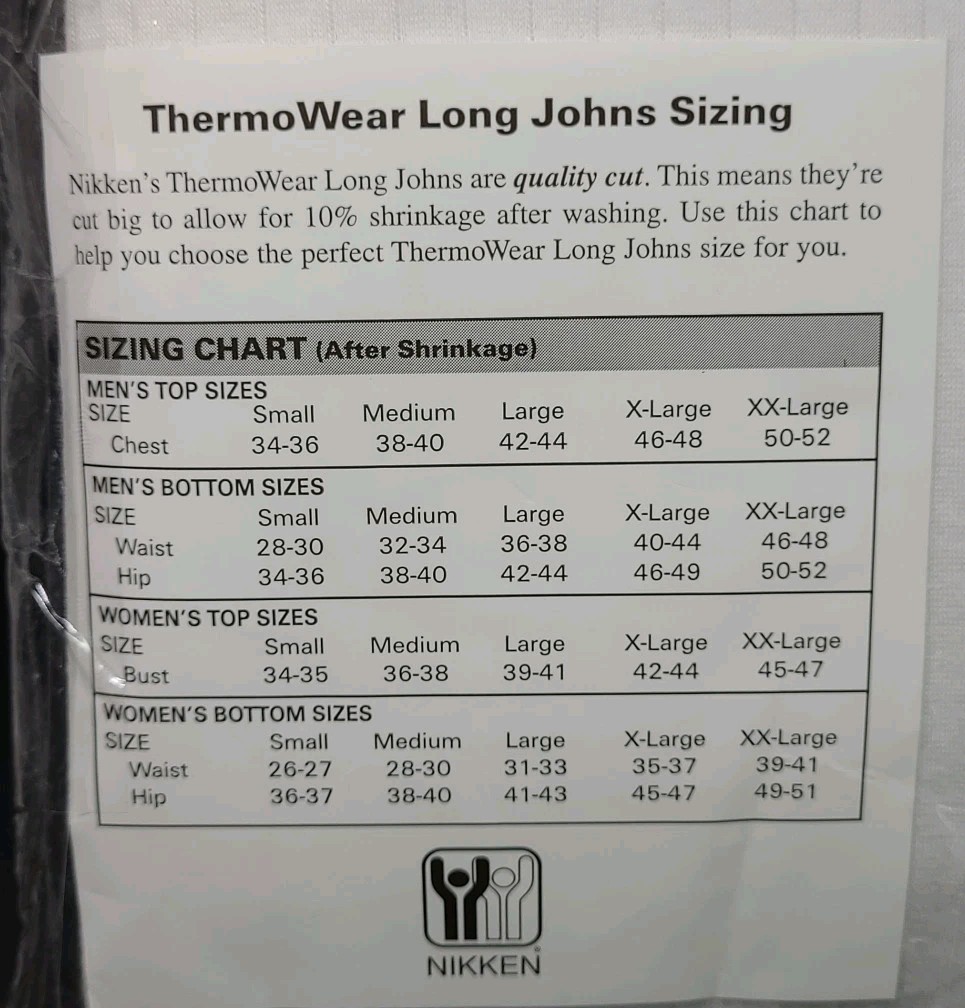 ThermoWear Long Johns Sizing
Nikken's ThermoWear Long Johns are quality cut. This means they're
cut big to allow for 10% shrinkage after washing. Use this chart to
help you choose the perfect ThermoWear Long Johns size for you.
SIZING CHART (After Shrinkage)
MEN'S TOP SIZES
SIZE Small Medium Large X-Large XX-Large
Chest 34-36 38-40 42-44 46-48 50-52
MEN'S BOTTOM SIZES
SIZE Small Medium Large X-Large XX-Large
Waist 28-30 32-34 36-38 40-44 46-48
Hip 34-36 38-40 42-44 46-49 50-52
WOMEN'S TOP SIZES
SIZE Small Medium Large X-Large XX-Large
Bust 34-35 36-38 39-41 42-44 45-47
WOMEN'S BOTTOM SIZES
SIZE Small Medium Large X-Large XX-Large
Waist 26-27 28-30 31-33 35-37 39-41
Hip 36-37 38-40 41-43 45-47 49-51
NIKKEN®